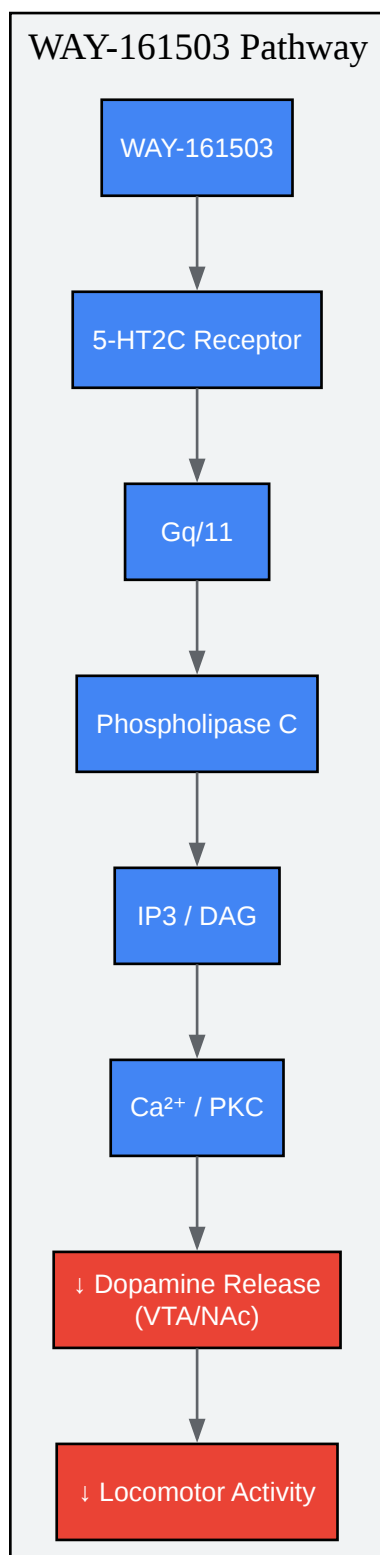 WAY-161503 Pathway
WAY-161503
5-HT2C Receptor
Gq/11
Phospholipase C
IP3 / DAG
Ca²⁺ / PKC
↓ Dopamine Release
(VTA/NAc)
↓ Locomotor Activity